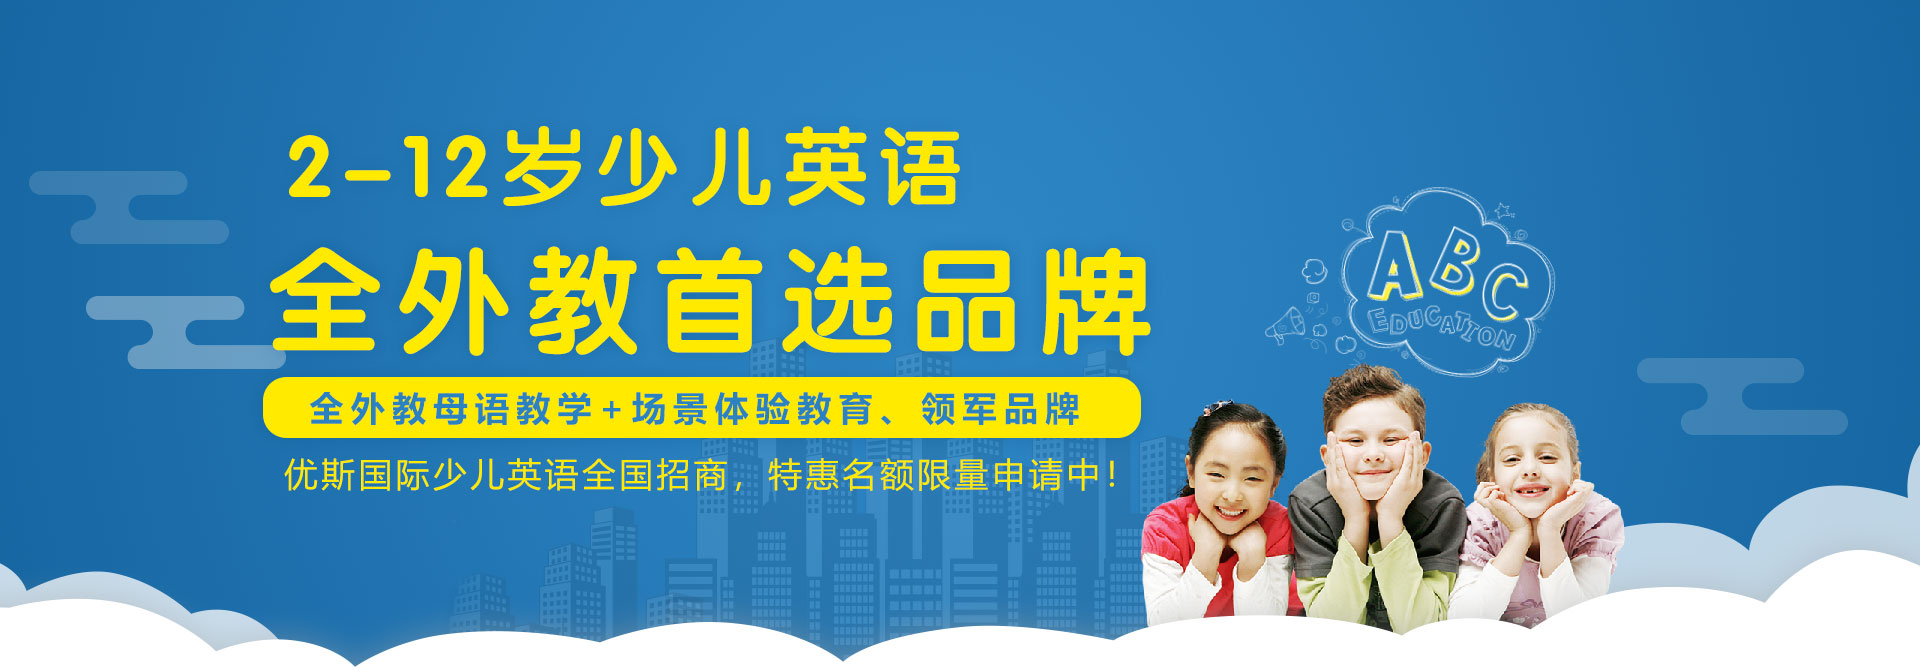 2-12岁少儿英语
全外教首选品牌
全外教母语教学+场景体验教育、领军品牌
优斯国际少儿英语全国招商，特惠名额限量申请中！
ABC
EDUCATION